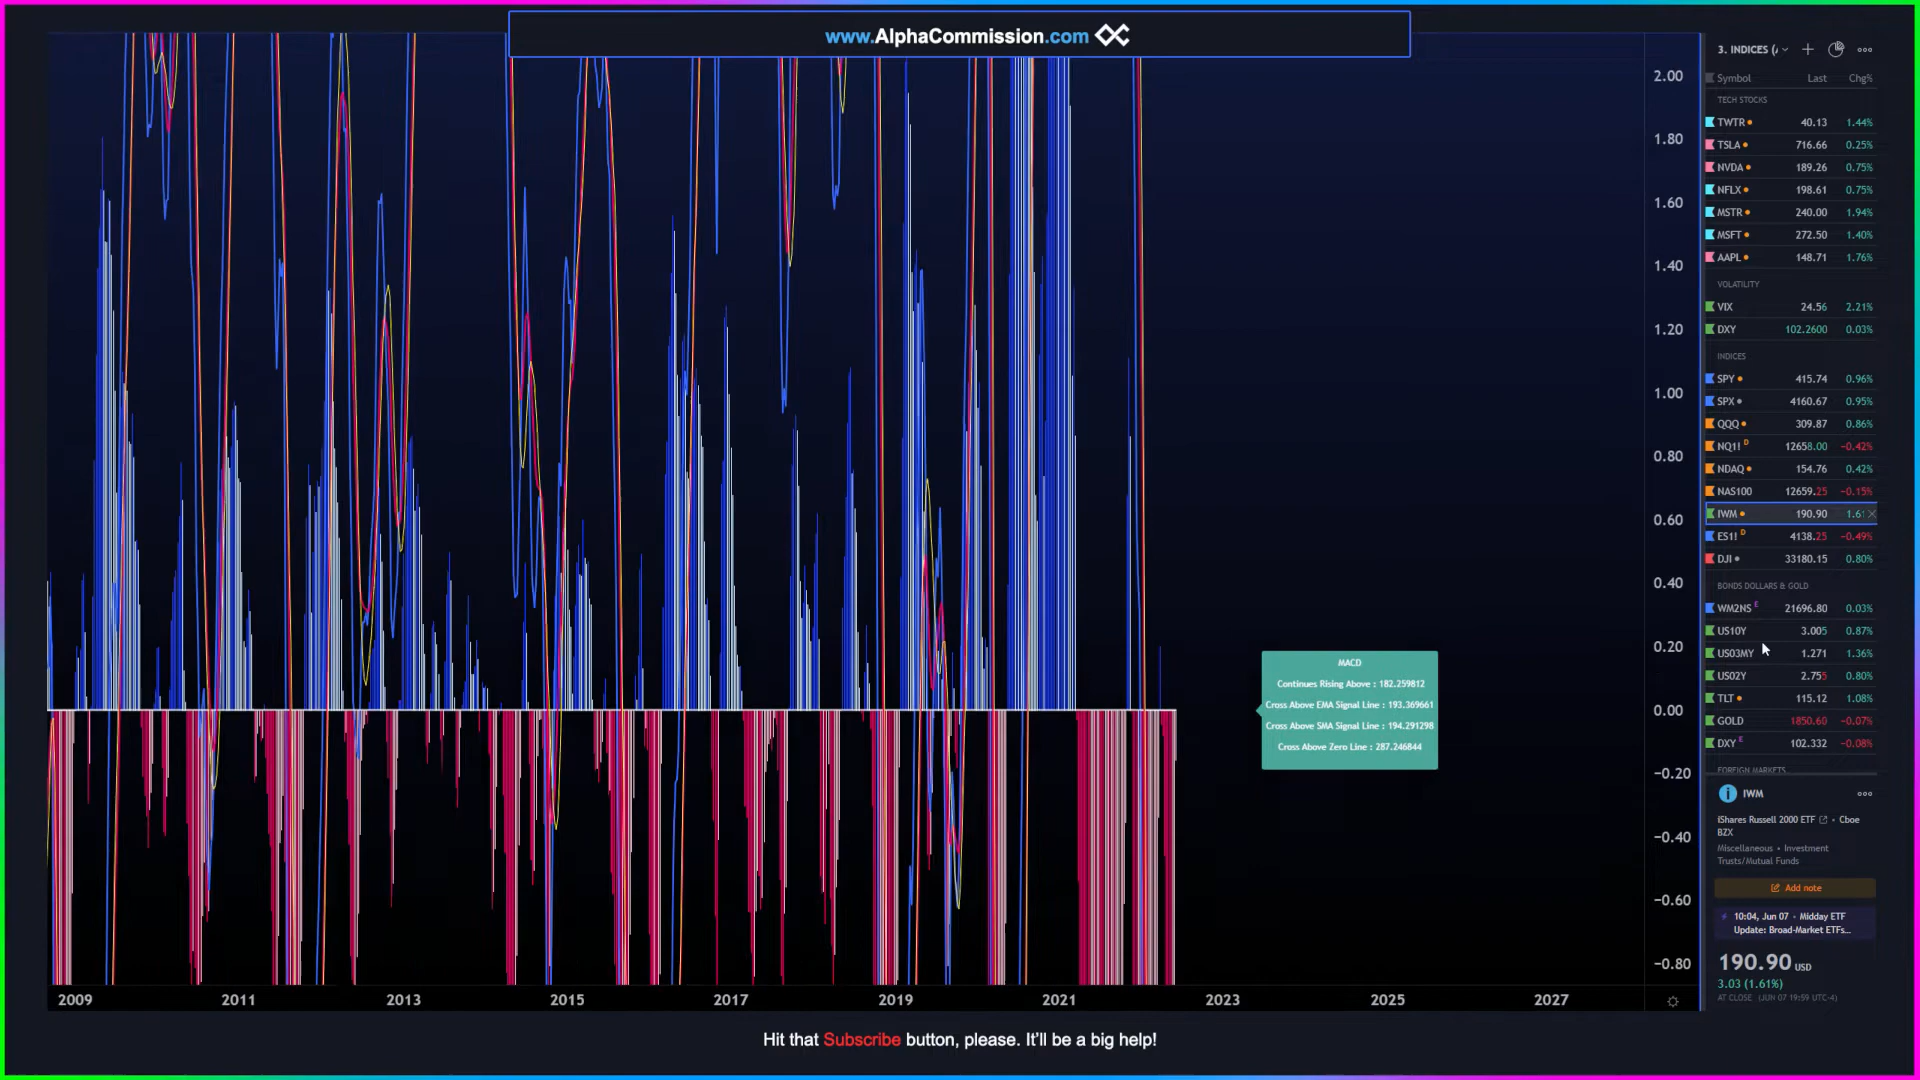 www.AlphaCommission.com
3. INDICES (
Symbol Last Chg%
TECH STOCKS
TWTR 40.13 1.44%
TSLA 716.66 0.25%
NVDA 189.26 0.75%
NFLX 198.61 0.75%
MSTR 240.00 1.94%
MSFT 272.50 1.40%
AAPL 148.71 1.76%
VOLATILITY
VIX 24.56 2.21%
DXY 102.2600 0.03%
INDICES
SPY 415.74 0.96%
SPX 4160.67 0.95%
QQQ 309.87 0.86%
NQ1! D 12658.00 −0.42%
NDAQ 154.76 0.42%
NAS100 12659.25 −0.15%
IWM 190.90 1.61
ES1! D 4138.25 −0.49%
DJI 33180.15 0.80%
BONDS DOLLARS & GOLD
WM2NS E 21696.80 0.03%
US10Y 3.005 0.87%
US03MY 1.271 1.36%
US02Y 2.755 0.80%
TLT 115.12 1.08%
GOLD 1850.60 −0.07%
DXY E 102.332 −0.08%
FOREIGN MARKETS
IWM
iShares Russell 2000 ETF • Cboe
BZX
Miscellaneous • Investment
Trusts/Mutual Funds
Add note
10:04, Jun 07 • Midday ETF
Update: Broad-Market ETFs...
190.90 USD
3.03 (1.61%)
AT CLOSE (JUN 07 19:59 UTC-4)
2.00
1.80
1.60
1.40
1.20
1.00
0.80
0.60
0.40
0.20
0.00
−0.20
−0.40
−0.60
−0.80
MACD
Continues Rising Above : 182.259812
Cross Above EMA Signal Line : 193.369661
Cross Above SMA Signal Line : 194.291298
Cross Above Zero Line : 287.246844
2009 2011 2013 2015 2017 2019 2021 2023 2025 2027
Hit that Subscribe button, please. It'll be a big help!